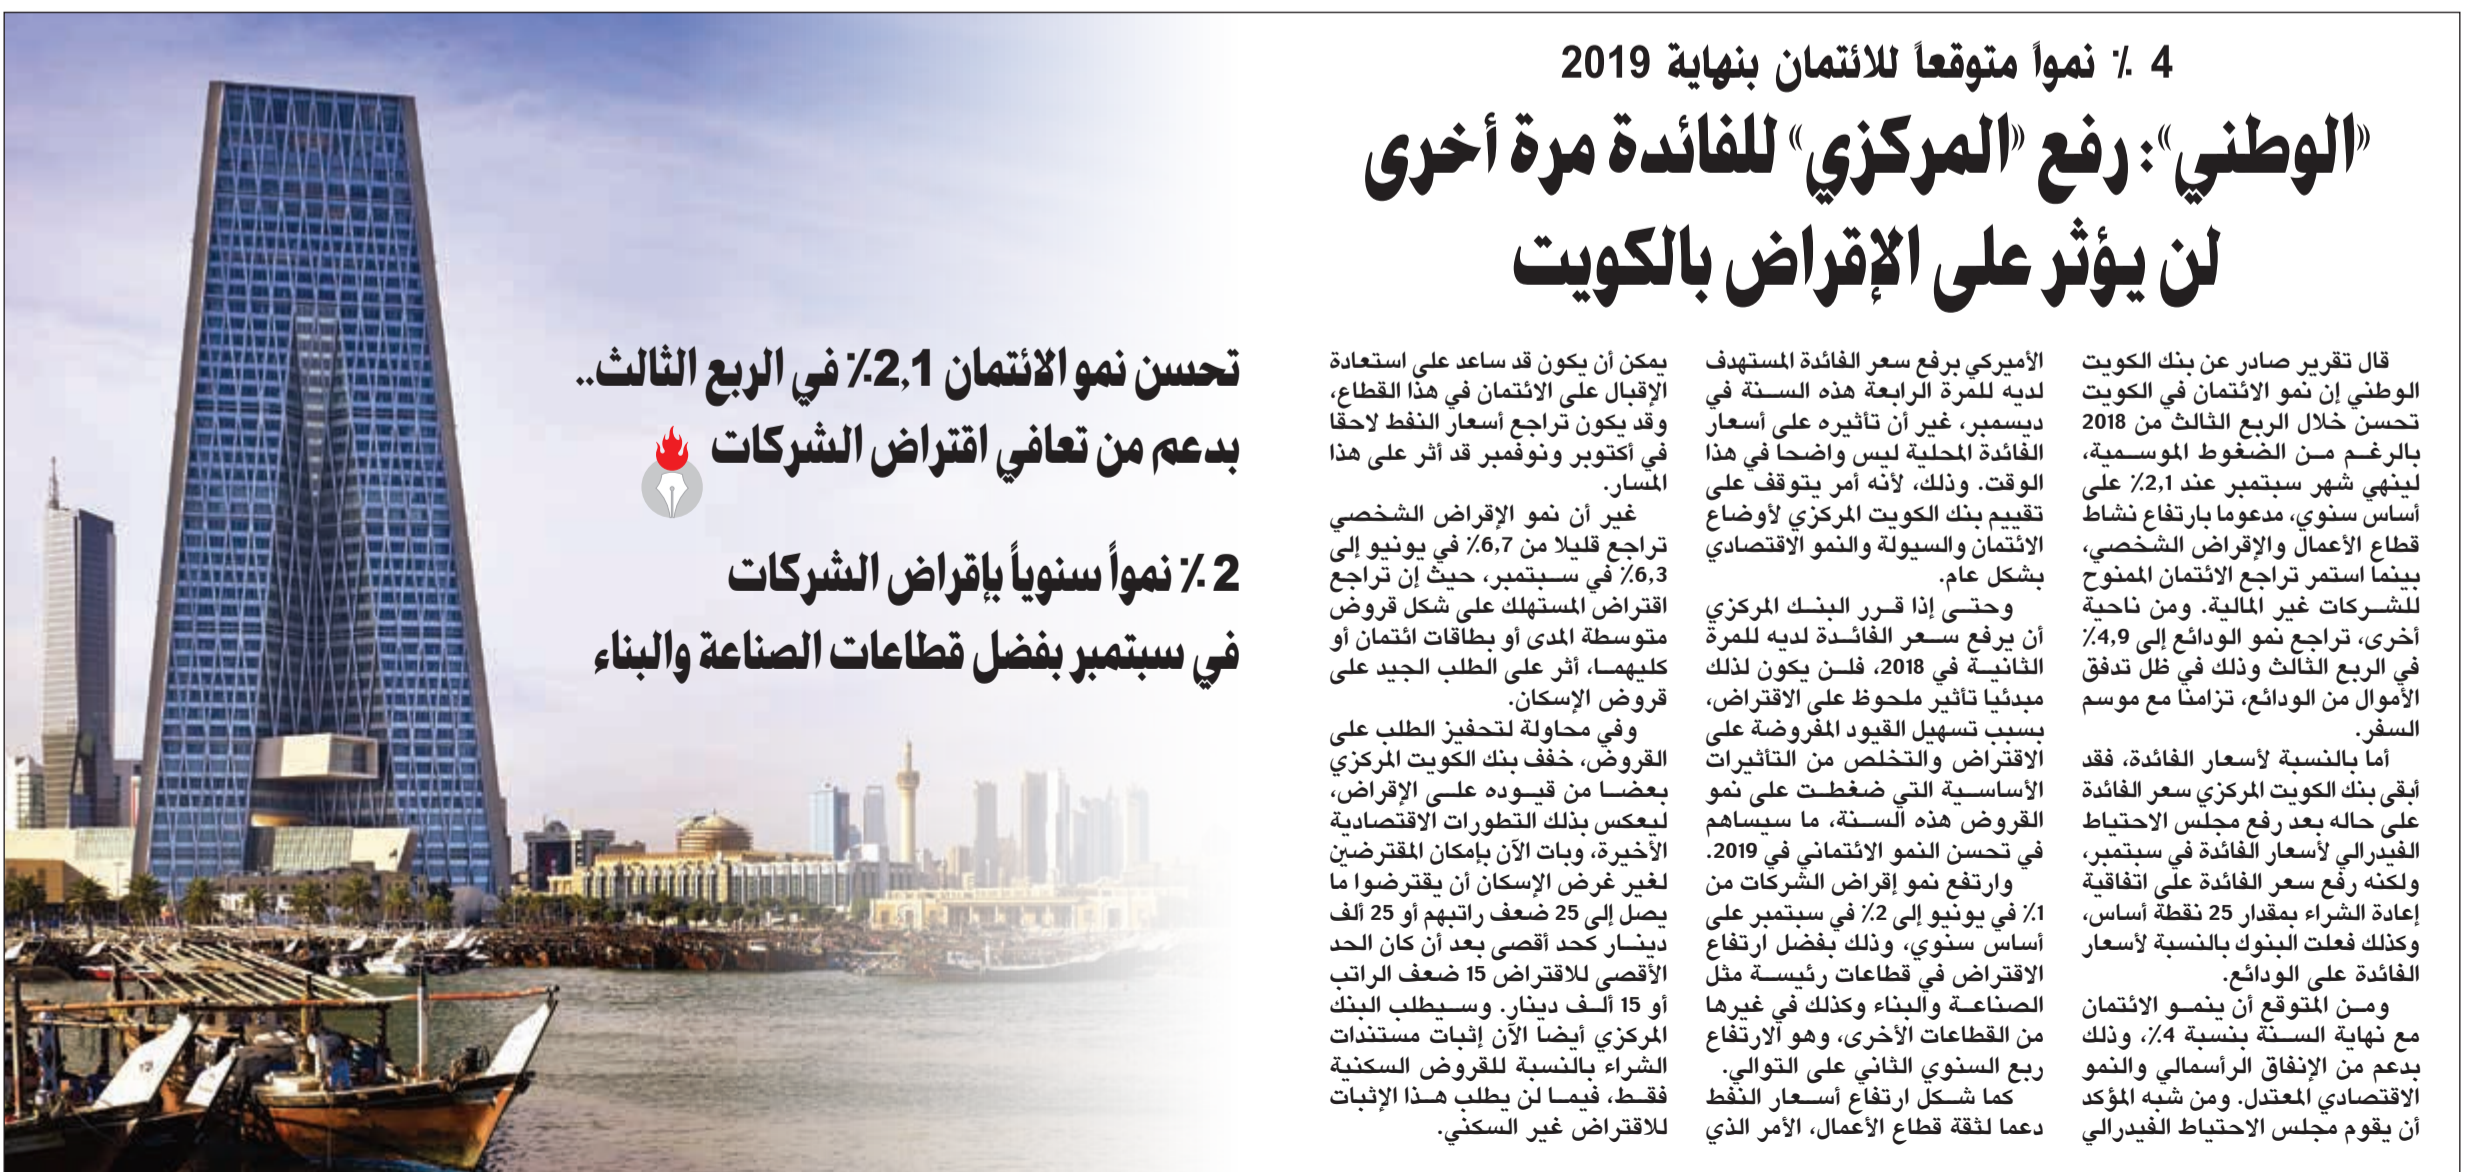 4 ٪ نمواً متوقعاً للائتمان بنهاية 2019
«الوطني»: رفع «المركزي» للفائدة مرة أخرى
لن يؤثر على الإقراض بالكويت
تحسن نمو الائتمان 2,1٪ في الربع الثالث..
بدعم من تعافي اقتراض الشركات
2 ٪ نمواً سنوياً بإقراض الشركات
في سبتمبر بفضل قطاعات الصناعة والبناء
قال تقرير صادر عن بنك الكويت
الوطني إن نمو الائتمان في الكويت
تحسن خلال الربع الثالث من 2018
بالرغم من الضغوط الموسمية،
لينهي شهر سبتمبر عند 2,1٪ على
أساس سنوي، مدعوما بارتفاع نشاط
قطاع الأعمال والإقراض الشخصي،
بينما استمر تراجع الائتمان الممنوح
للشركات غير المالية. ومن ناحية
أخرى، تراجع نمو الودائع إلى 4,9٪
في الربع الثالث وذلك في ظل تدفق
الأموال من الودائع، تزامنا مع موسم
السفر.
أما بالنسبة لأسعار الفائدة، فقد
أبقى بنك الكويت المركزي سعر الفائدة
على حاله بعد رفع مجلس الاحتياط
الفيدرالي لأسعار الفائدة في سبتمبر،
ولكنه رفع سعر الفائدة على اتفاقية
إعادة الشراء بمقدار 25 نقطة أساس،
وكذلك فعلت البنوك بالنسبة لأسعار
الفائدة على الودائع.
ومن المتوقع أن ينمو الائتمان
مع نهاية السنة بنسبة 4٪، وذلك
بدعم من الإنفاق الرأسمالي والنمو
الاقتصادي المعتدل. ومن شبه المؤكد
أن يقوم مجلس الاحتياط الفيدرالي
الأميركي برفع سعر الفائدة المستهدف
لديه للمرة الرابعة هذه السنة في
ديسمبر، غير أن تأثيره على أسعار
الفائدة المحلية ليس واضحا في هذا
الوقت. وذلك، لأنه أمر يتوقف على
تقييم بنك الكويت المركزي لأوضاع
الائتمان والسيولة والنمو الاقتصادي
بشكل عام.
وحتى إذا قرر البنك المركزي
أن يرفع سعر الفائدة لديه للمرة
الثانية في 2018، فلن يكون لذلك
مبدئيا تأثير ملحوظ على الاقتراض،
بسبب تسهيل القيود المفروضة على
الاقتراض والتخلص من التأثيرات
الأساسية التي ضغطت على نمو
القروض هذه السنة، ما سيساهم
في تحسن النمو الائتماني في 2019.
وارتفع نمو إقراض الشركات من
1٪ في يونيو إلى 2٪ في سبتمبر على
أساس سنوي، وذلك بفضل ارتفاع
الاقتراض في قطاعات رئيسة مثل
الصناعة والبناء وكذلك في غيرها
من القطاعات الأخرى، وهو الارتفاع
ربع السنوي الثاني على التوالي.
كما شكل ارتفاع أسعار النفط
دعما لثقة قطاع الأعمال، الأمر الذي
يمكن أن يكون قد ساعد على استعادة
الإقبال على الائتمان في هذا القطاع،
وقد يكون تراجع أسعار النفط لاحقا
في أكتوبر ونوفمبر قد أثر على هذا
المسار.
غير أن نمو الإقراض الشخصي
تراجع قليلا من 6,7٪ في يونيو إلى
6,3٪ في سبتمبر، حيث إن تراجع
اقتراض المستهلك على شكل قروض
متوسطة المدى أو بطاقات ائتمان أو
كليهما، أثر على الطلب الجيد على
قروض الإسكان.
وفي محاولة لتحفيز الطلب على
القروض، خفف بنك الكويت المركزي
بعضا من قيوده على الإقراض،
ليعكس بذلك التطورات الاقتصادية
الأخيرة، وبات الآن بإمكان المقترضين
لغير غرض الإسكان أن يقترضوا ما
يصل إلى 25 ضعف راتبهم أو 25 ألف
دينار كحد أقصى بعد أن كان الحد
الأقصى للاقتراض 15 ضعف الراتب
أو 15 ألف دينار. وسيطلب البنك
المركزي أيضا الآن إثبات مستندات
الشراء بالنسبة للقروض السكنية
فقط، فيما لن يطلب هذا الإثبات
للاقتراض غير السكني.